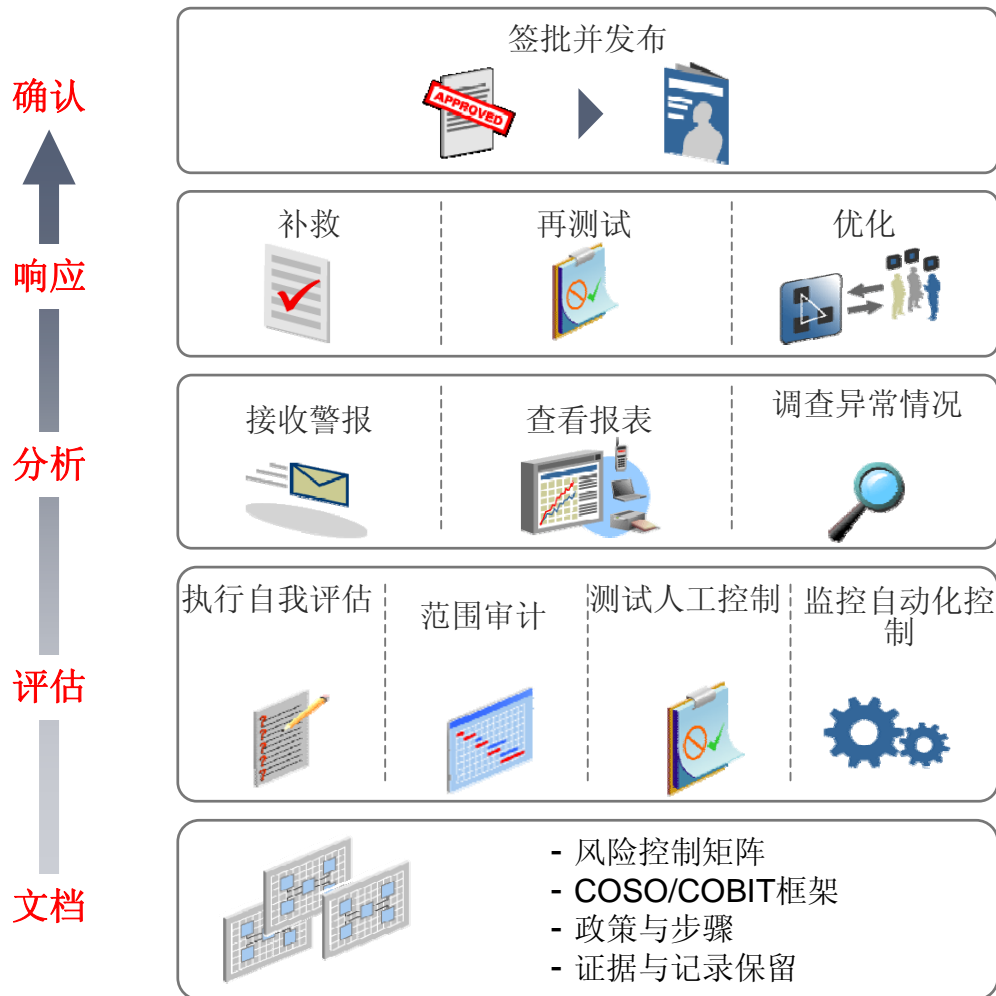 签批并发布
确认
APPROVED
补救
再测试
优化
响应
接收警报
查看报表
调查异常情况
分析
执行自我评估
范围审计
测试人工控制
监控自动化控
制
评估
- 风险控制矩阵
- COSO/COBIT框架
- 政策与步骤
- 证据与记录保留
文档